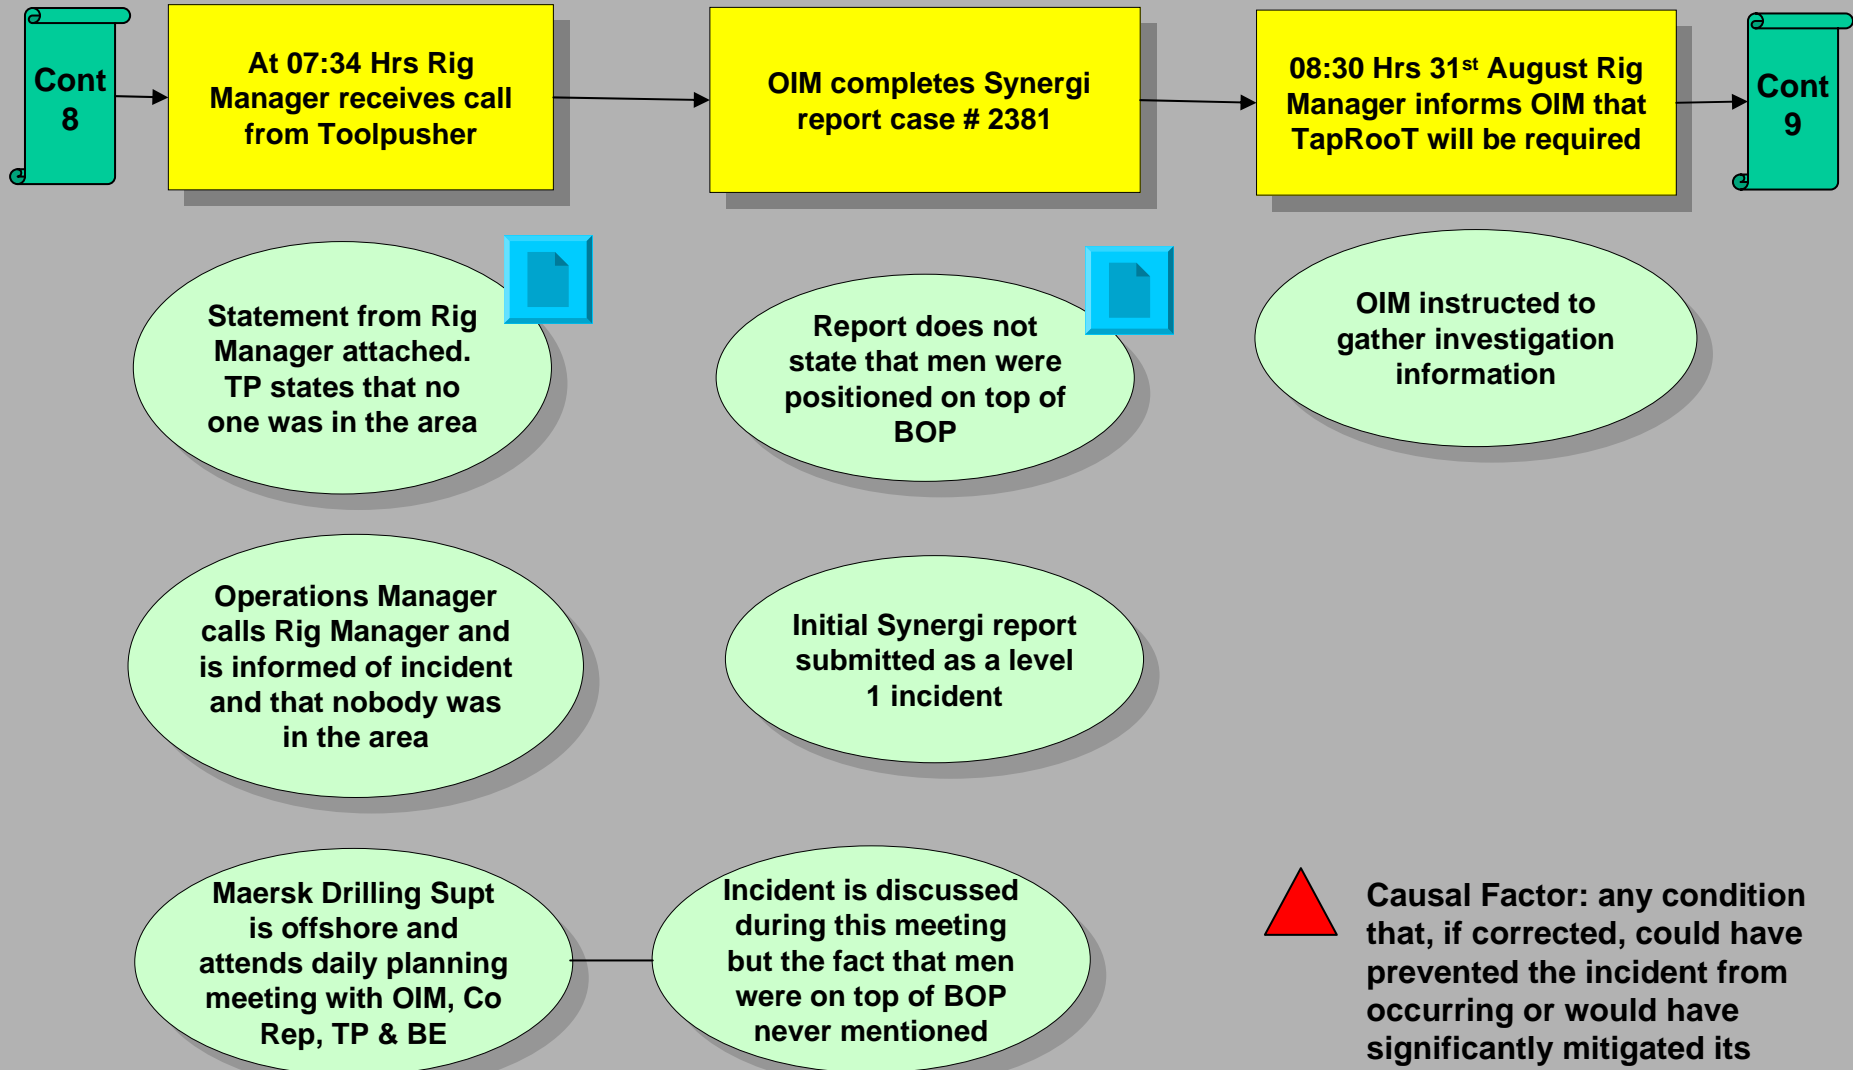 Cont
8
At 07:34 Hrs Rig
Manager receives call
from Toolpusher
OIM completes Synergi
report case # 2381
08:30 Hrs 31st August Rig
Manager informs OIM that
TapRooT will be required
Cont
9
Statement from Rig
Manager attached.
TP states that no
one was in the area
Report does not
state that men were
positioned on top of
BOP
OIM instructed to
gather investigation
information
Operations Manager
calls Rig Manager and
is informed of incident
and that nobody was
in the area
Initial Synergi report
submitted as a level
1 incident
Maersk Drilling Supt
is offshore and
attends daily planning
meeting with OIM, Co
Rep, TP & BE
Incident is discussed
during this meeting
but the fact that men
were on top of BOP
never mentioned
Causal Factor: any condition
that, if corrected, could have
prevented the incident from
occurring or would have
significantly mitigated its